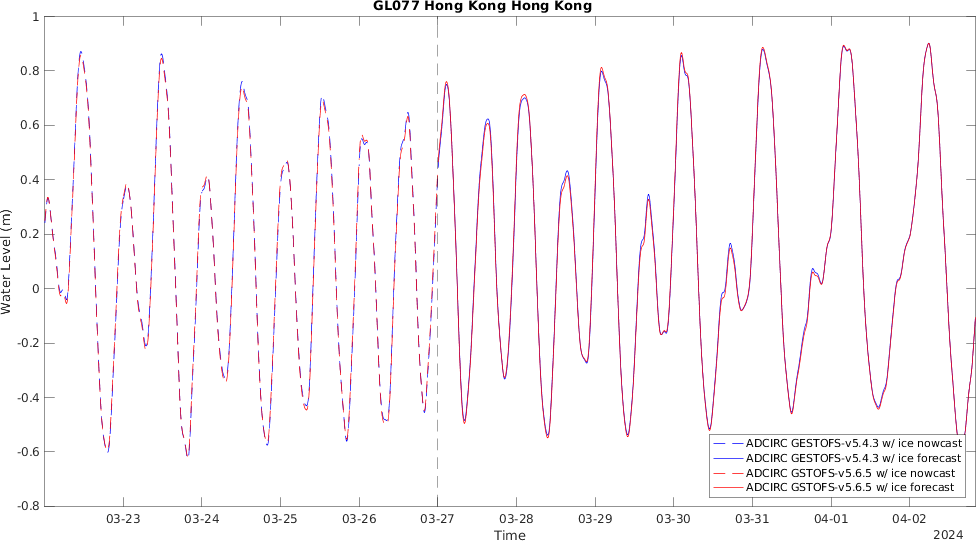 GL077 Hong Kong Hong Kong
1
0.8
0.6
0.4
0.2
0
-0.2
-0.4
-0.6
-0.8
Water Level (m)
ADCIRC GESTOFS-v5.4.3 w/ ice nowcast
ADCIRC GESTOFS-v5.4.3 w/ ice forecast
ADCIRC GSTOFS-v5.6.5 w/ ice nowcast
ADCIRC GSTOFS-v5.6.5 w/ ice forecast
03-23 03-24 03-25 03-26 03-27 03-28 03-29 03-30 03-31 04-01 04-02
Time
2024